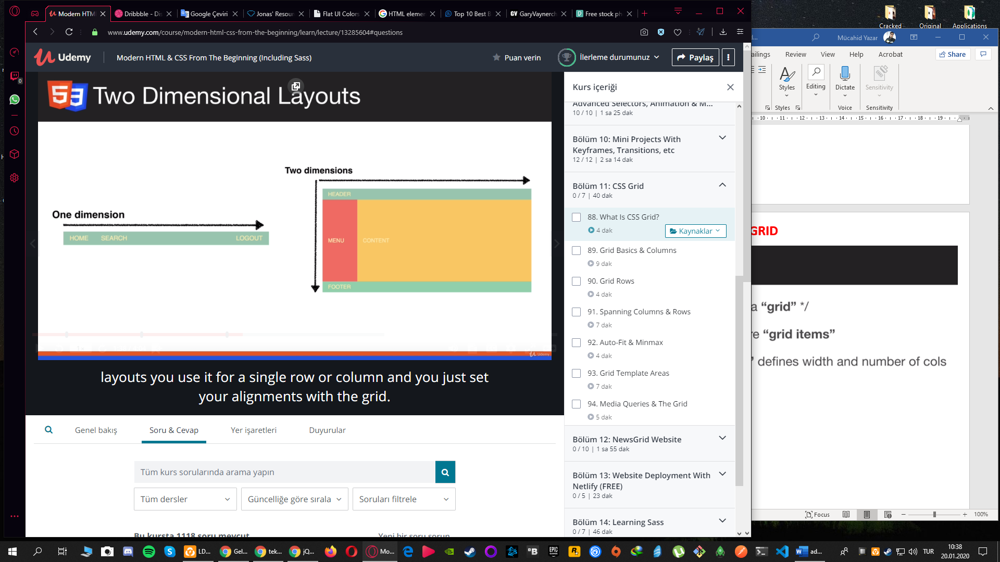 Modern HTM
Dribbble - Dis
Google Çeviri
Jonas' Resour
Flat UI Colors
HTML elemen
Top 10 Best B
GaryVaynerch
Free stock ph
www.udemy.com/course/modern-html-css-from-the-beginning/learn/lecture/13285604#questions
Udemy
Modern HTML & CSS From The Beginning (Including Sass)
Puan verin
İlerleme durumunuz
Paylaş
Two Dimensional Layouts
One dimension
HOME SEARCH LOGOUT
Two dimensions
HEADER
MENU
CONTENT
FOOTER
Udemy
layouts you use it for a single row or column and you just set
your alignments with the grid.
Genel bakış
Soru & Cevap
Yer işaretleri
Duyurular
Tüm kurs sorularında arama yapın
Tüm dersler
Güncelliğe göre sırala
Soruları filtrele
Bu kursta 1118 soru mevcut
Yeni bir soru sorun
Kurs içeriği
Advanced Selectors, Animation & M...
10 / 10 | 1 sa 25 dak
Bölüm 10: Mini Projects With
Keyframes, Transitions, etc
12 / 12 | 2 sa 14 dak
Bölüm 11: CSS Grid
0 / 7 | 40 dak
88. What Is CSS Grid?
4 dak
Kaynaklar
89. Grid Basics & Columns
9 dak
90. Grid Rows
4 dak
91. Spanning Columns & Rows
7 dak
92. Auto-Fit & Minmax
4 dak
93. Grid Template Areas
7 dak
94. Media Queries & The Grid
5 dak
Bölüm 12: NewsGrid Website
0 / 10 | 1 sa 55 dak
Bölüm 13: Website Deployment With
Netlify (FREE)
0 / 5 | 23 dak
Bölüm 14: Learning Sass
0 / 7 | 46 dak
Cracked
Original
Applications
Mücahid Yazar
ailings
Review
View
Help
Acrobat
Share
Styles
Editing
Dictate
Sensitivity
Styles
Voice
Sensitivity
10 11 12 13 14 15 16 17 18 19
GRID
a “grid” */
re “grid items”
” defines width and number of cols
Focus
100%
LD...
Gel...
tek...
jQ...
Mo...
ad...
TUR
10:38
20.01.2020